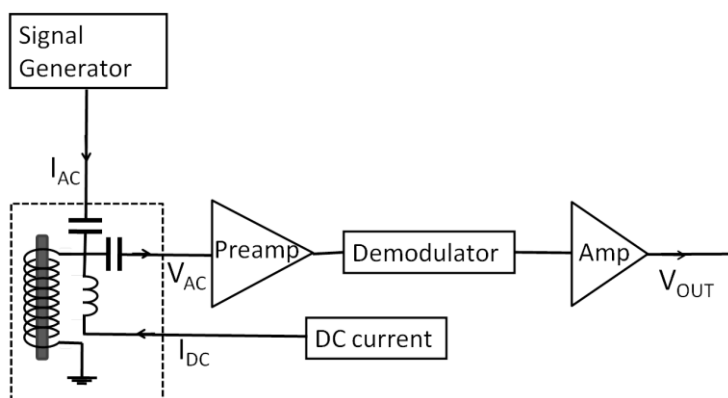 Signal
Generator
I_AC
Preamp
Demodulator
Amp
V_AC
V_OUT
I_DC
DC current